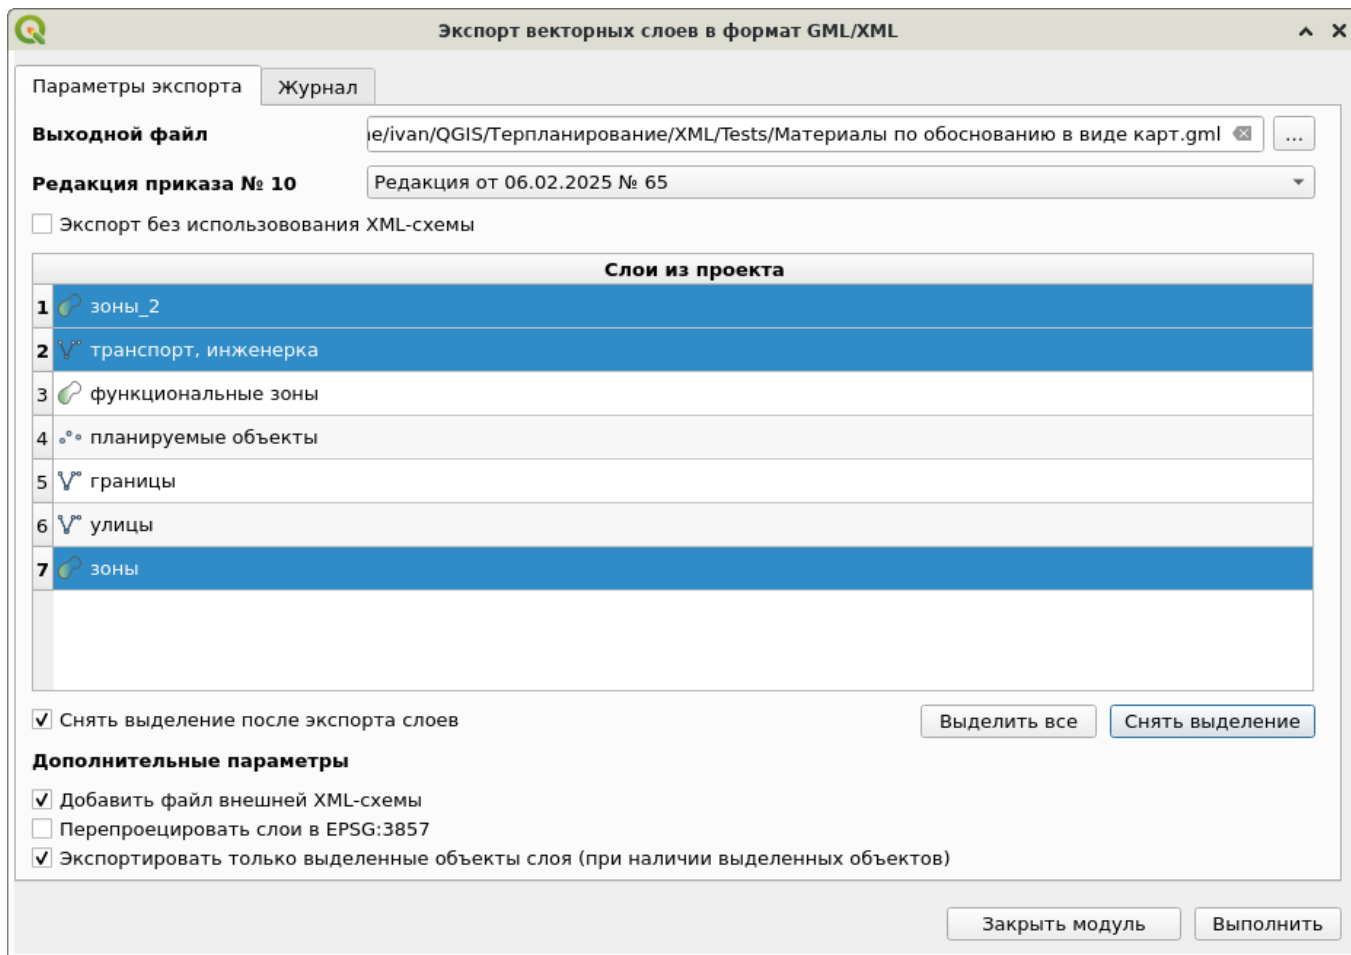 Экспорт векторных слоев в формат GML/XML
Параметры экспорта
Журнал
Выходной файл
e/ivan/QGIS/Терпланирование/XML/Tests/Материалы по обоснованию в виде карт.gml
...
Редакция приказа № 10
Редакция от 06.02.2025 № 65
Экспорт без использовования XML-схемы
Слои из проекта
1 зоны_2
2 транспорт, инженерка
3 функциональные зоны
4 планируемые объекты
5 границы
6 улицы
7 зоны
Снять выделение после экспорта слоев
Выделить все
Снять выделение
Дополнительные параметры
Добавить файл внешней XML-схемы
Перепроецировать слои в EPSG:3857
Экспортировать только выделенные объекты слоя (при наличии выделенных объектов)
Закрыть модуль
Выполнить